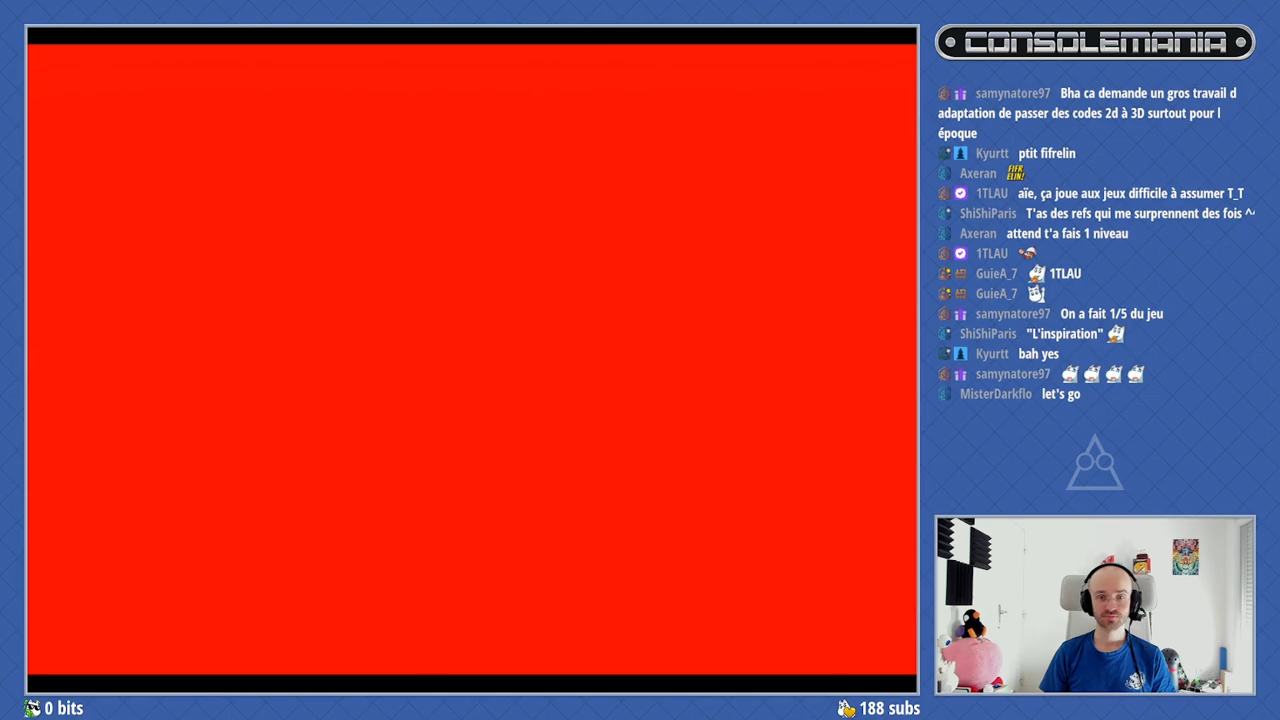 CONSOLEMANIA
samynatore97 Bha ca demande un gros travail d
adaptation de passer des codes 2d à 3D surtout pour l
époque
Kyurtt ptit fifrelin
Axeran FIFRELIN!
1TLAU aïe, ça joue aux jeux difficile à assumer T_T
ShiShiParis T'as des refs qui me surprennent des fois ^^
Axeran attend t'a fais 1 niveau
1TLAU
GuieA_7 1TLAU
GuieA_7
samynatore97 On a fait 1/5 du jeu
ShiShiParis "L'inspiration"
Kyurtt bah yes
samynatore97
MisterDarkflo let's go
0 bits
188 subs